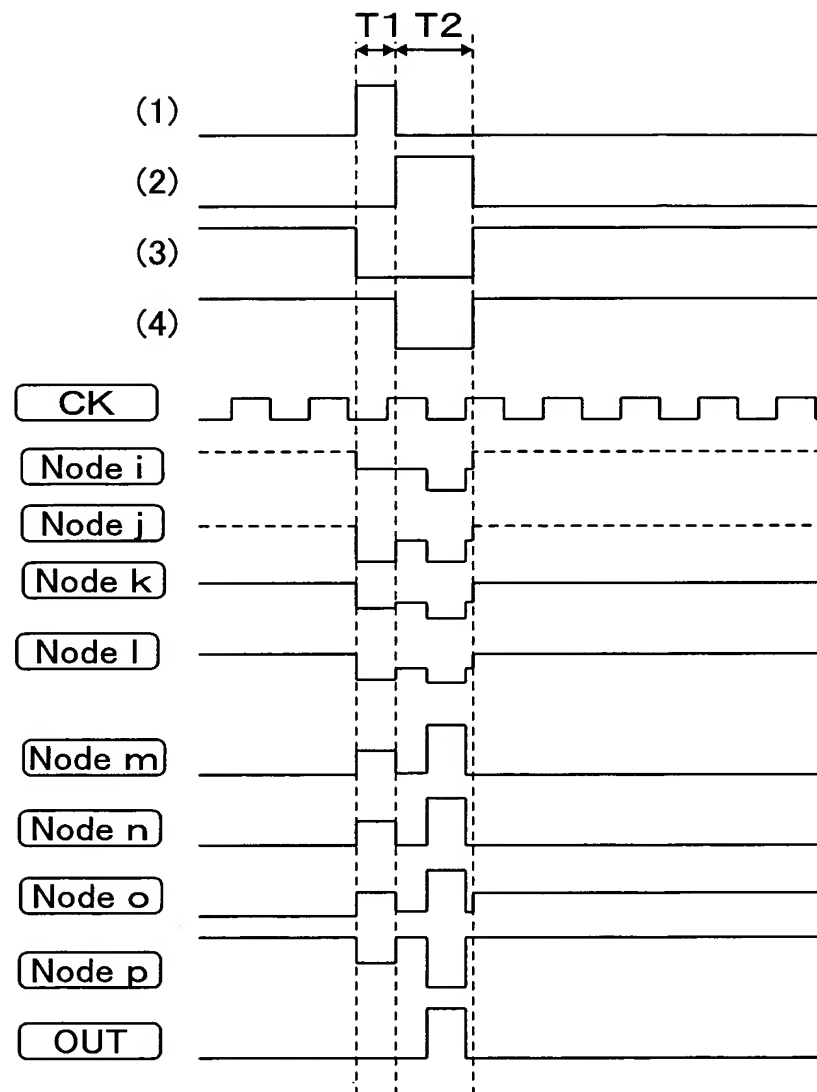 T1 T2
(1)
(2)
(3)
(4)
CK
Node i
Node j
Node k
Node l
Node m
Node n
Node o
Node p
OUT